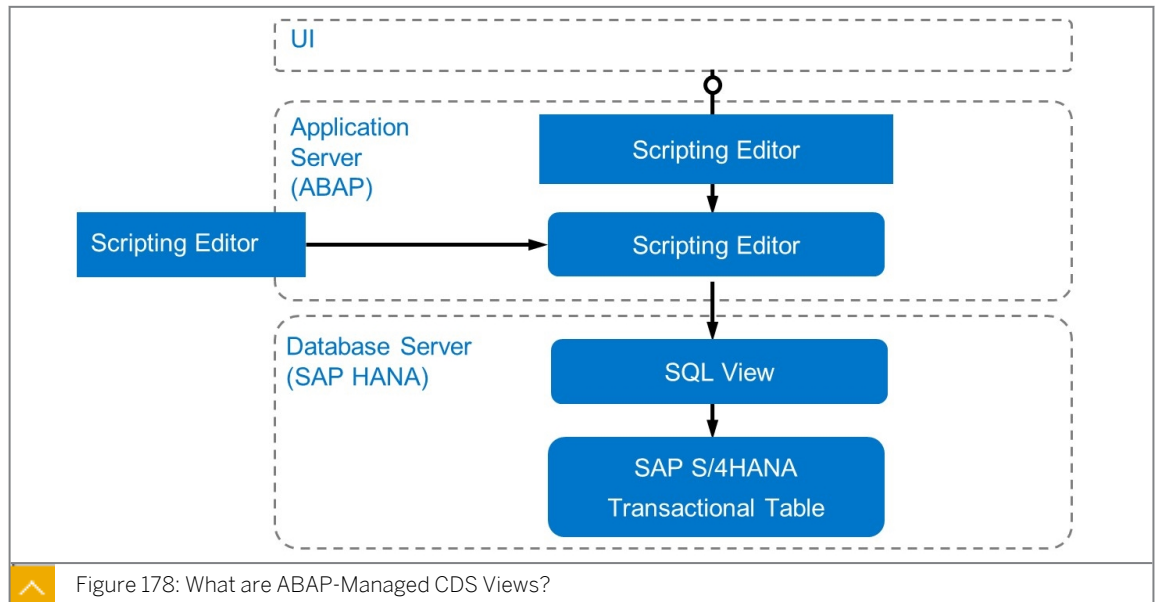 UI
Application
Server
(ABAP)
Scripting Editor
Scripting Editor
Scripting Editor
Database Server
(SAP HANA)
SQL View
SAP S/4HANA
Transactional Table
Figure 178: What are ABAP-Managed CDS Views?